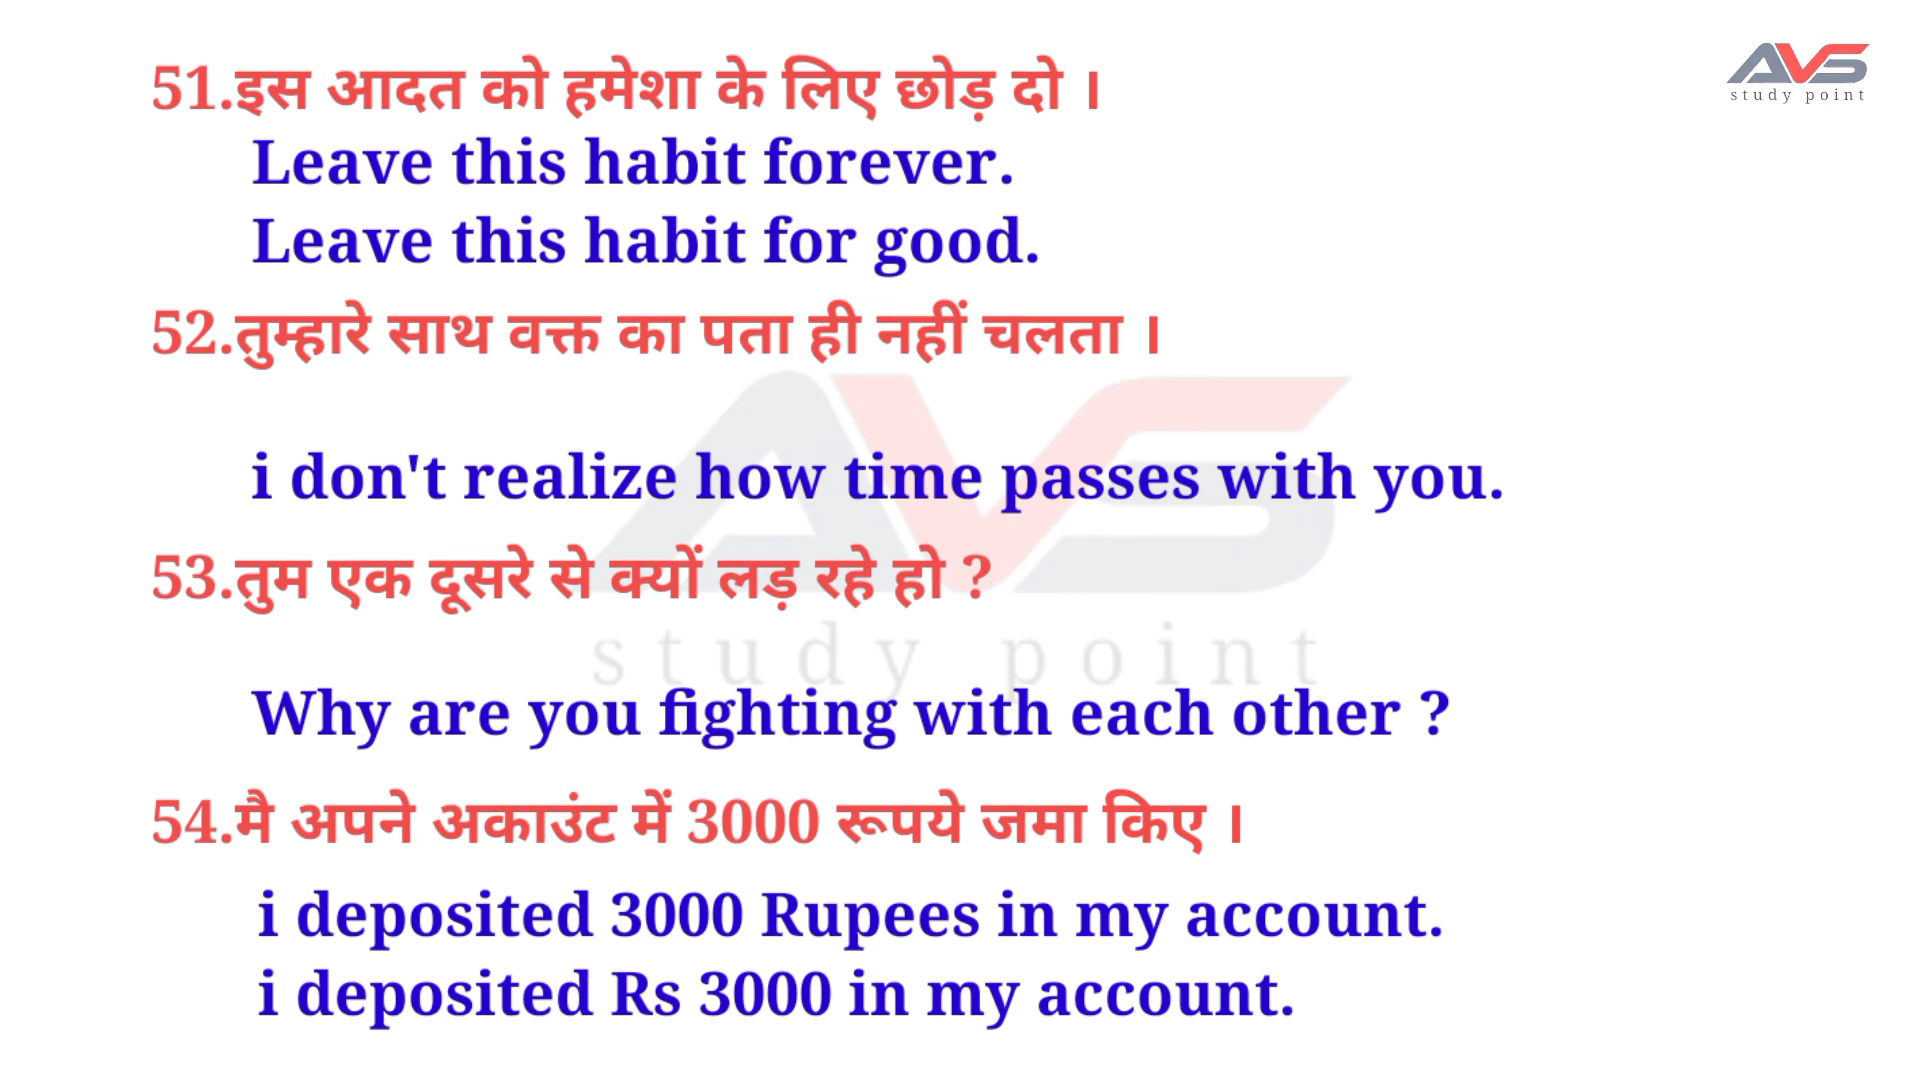 AVS
study point
51.इस आदत को हमेशा के लिए छोड़ दो ।
Leave this habit forever.
Leave this habit for good.
52.तुम्हारे साथ वक्त का पता ही नहीं चलता ।
i don't realize how time passes with you.
53.तुम एक दूसरे से क्यों लड़ रहे हो ?
study point
Why are you fighting with each other ?
54.मै अपने अकाउंट में 3000 रूपये जमा किए ।
i deposited 3000 Rupees in my account.
i deposited Rs 3000 in my account.